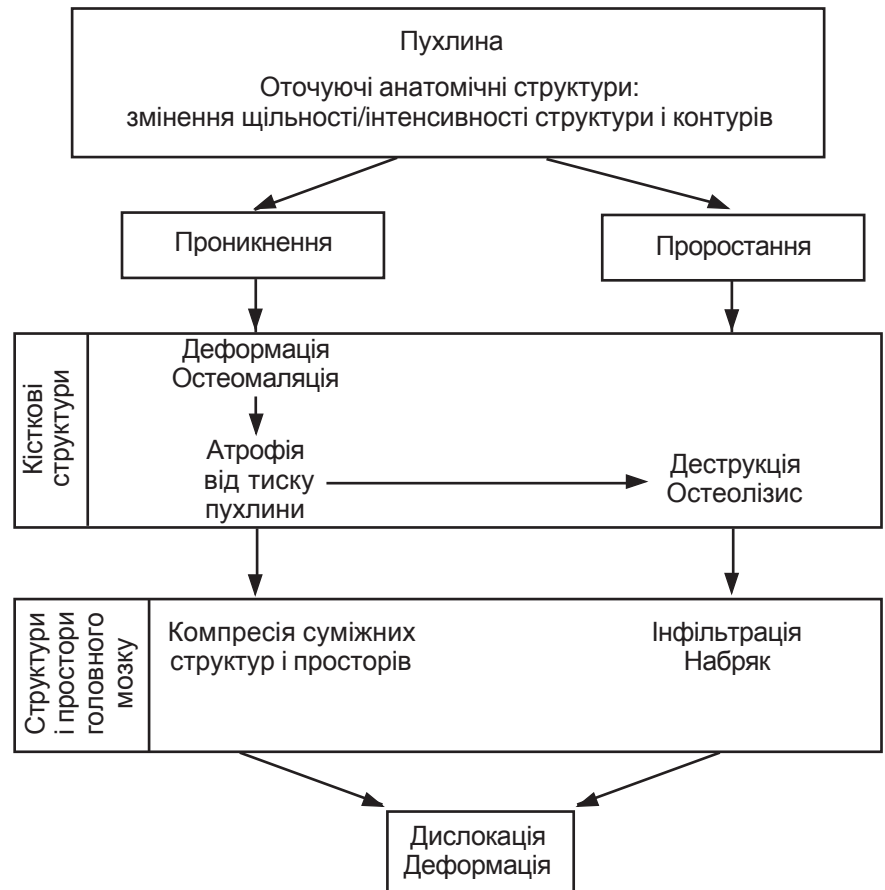 Пухлина
Оточуючі анатомічні структури:
змінення щільності/інтенсивності структури і контурів
Проникнення
Проростання
Кісткові
структури
Деформація
Остеомаляція
Атрофія
від тиску
пухлини
Деструкція
Остеолізис
Структури
і простори
головного
мозку
Компресія суміжних
структур і просторів
Інфільтрація
Набряк
Дислокація
Деформація